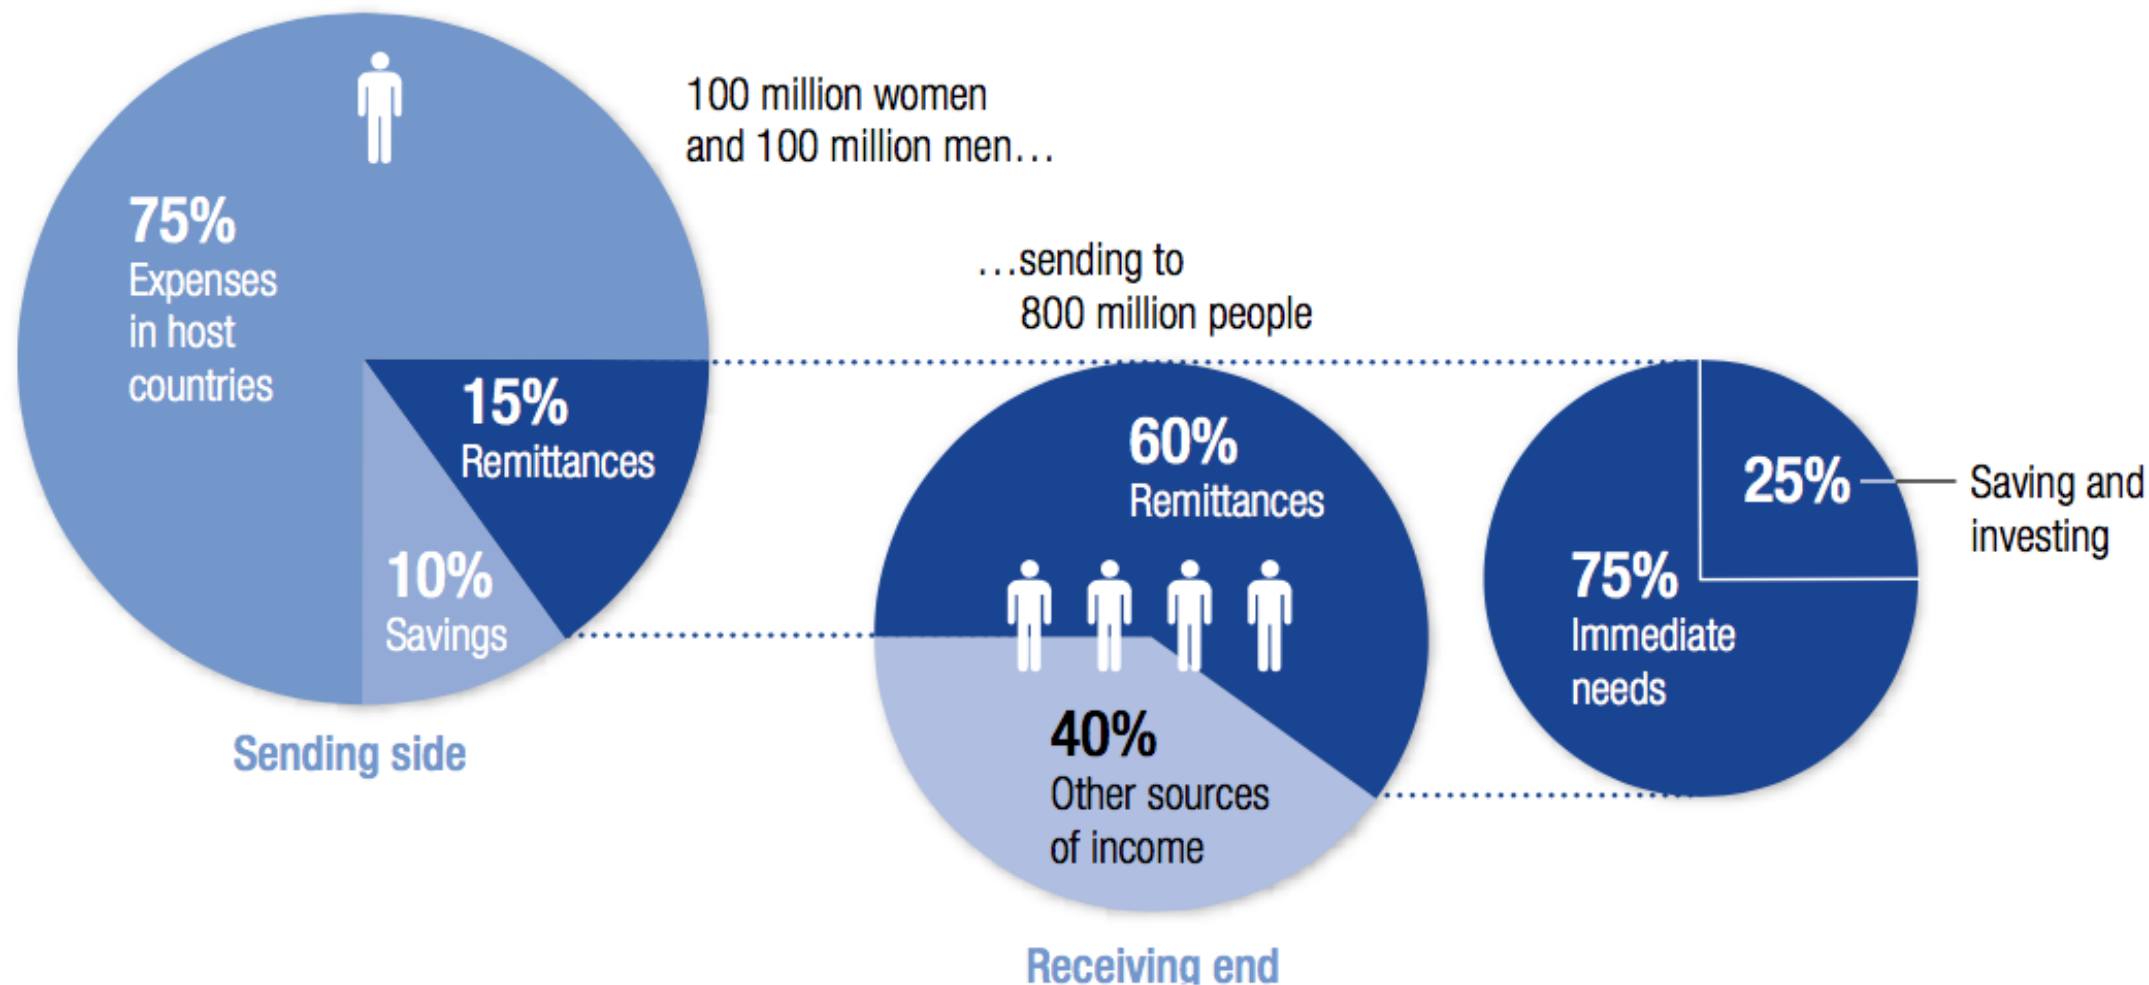 100 million women
and 100 million men…
75%
Expenses
in host
countries
…sending to
800 million people
15%
Remittances
10%
Savings
Sending side
60%
Remittances
40%
Other sources
of income
Receiving end
25%
Saving and
investing
75%
Immediate
needs